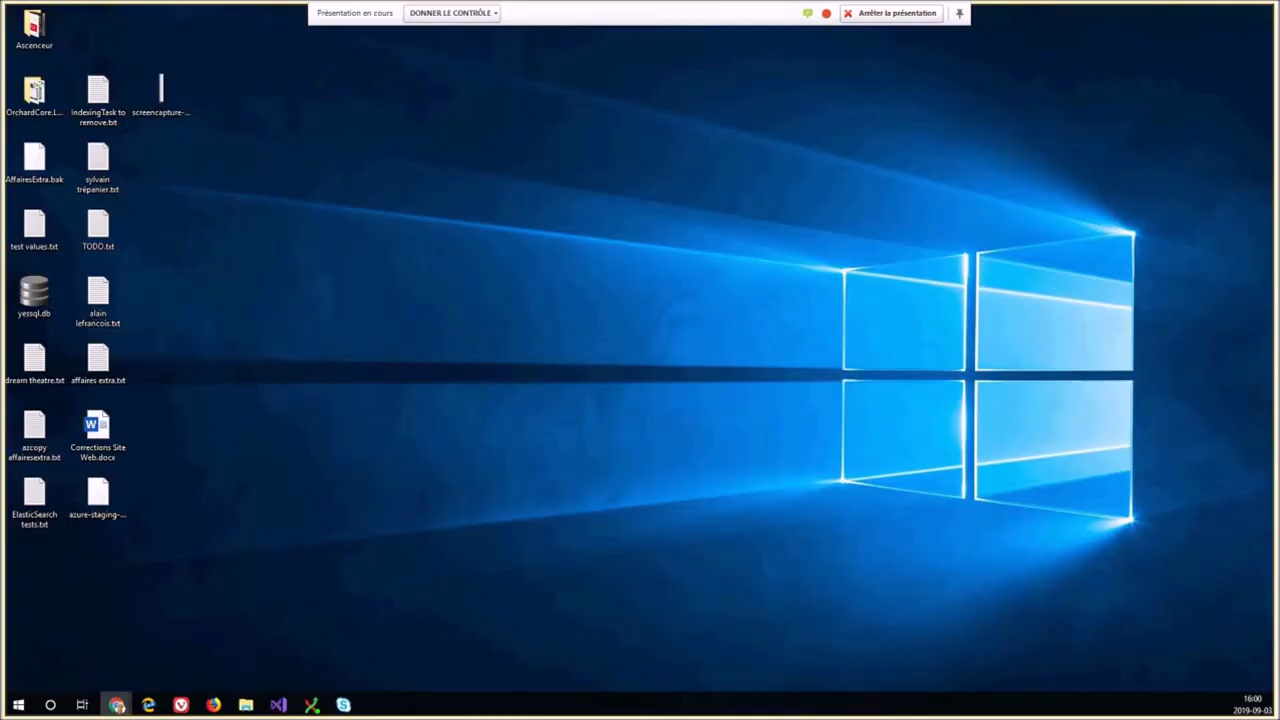 Présentation en cours
DONNER LE CONTRÔLE
Arrêter la présentation
Ascenceur
OrchardCore.L...
IndexingTask to
remove.txt
screencapture-...
AffairesExtra.bak
sylvain
trépanier.txt
test values.txt
TODO.txt
yessql.db
alain
lefrancois.txt
dream theatre.txt
affaires extra.txt
azcopy
affairesextra.txt
Corrections Site
Web.docx
ElasticSearch
tests.txt
azure-staging-...
16:00
2019-09-03